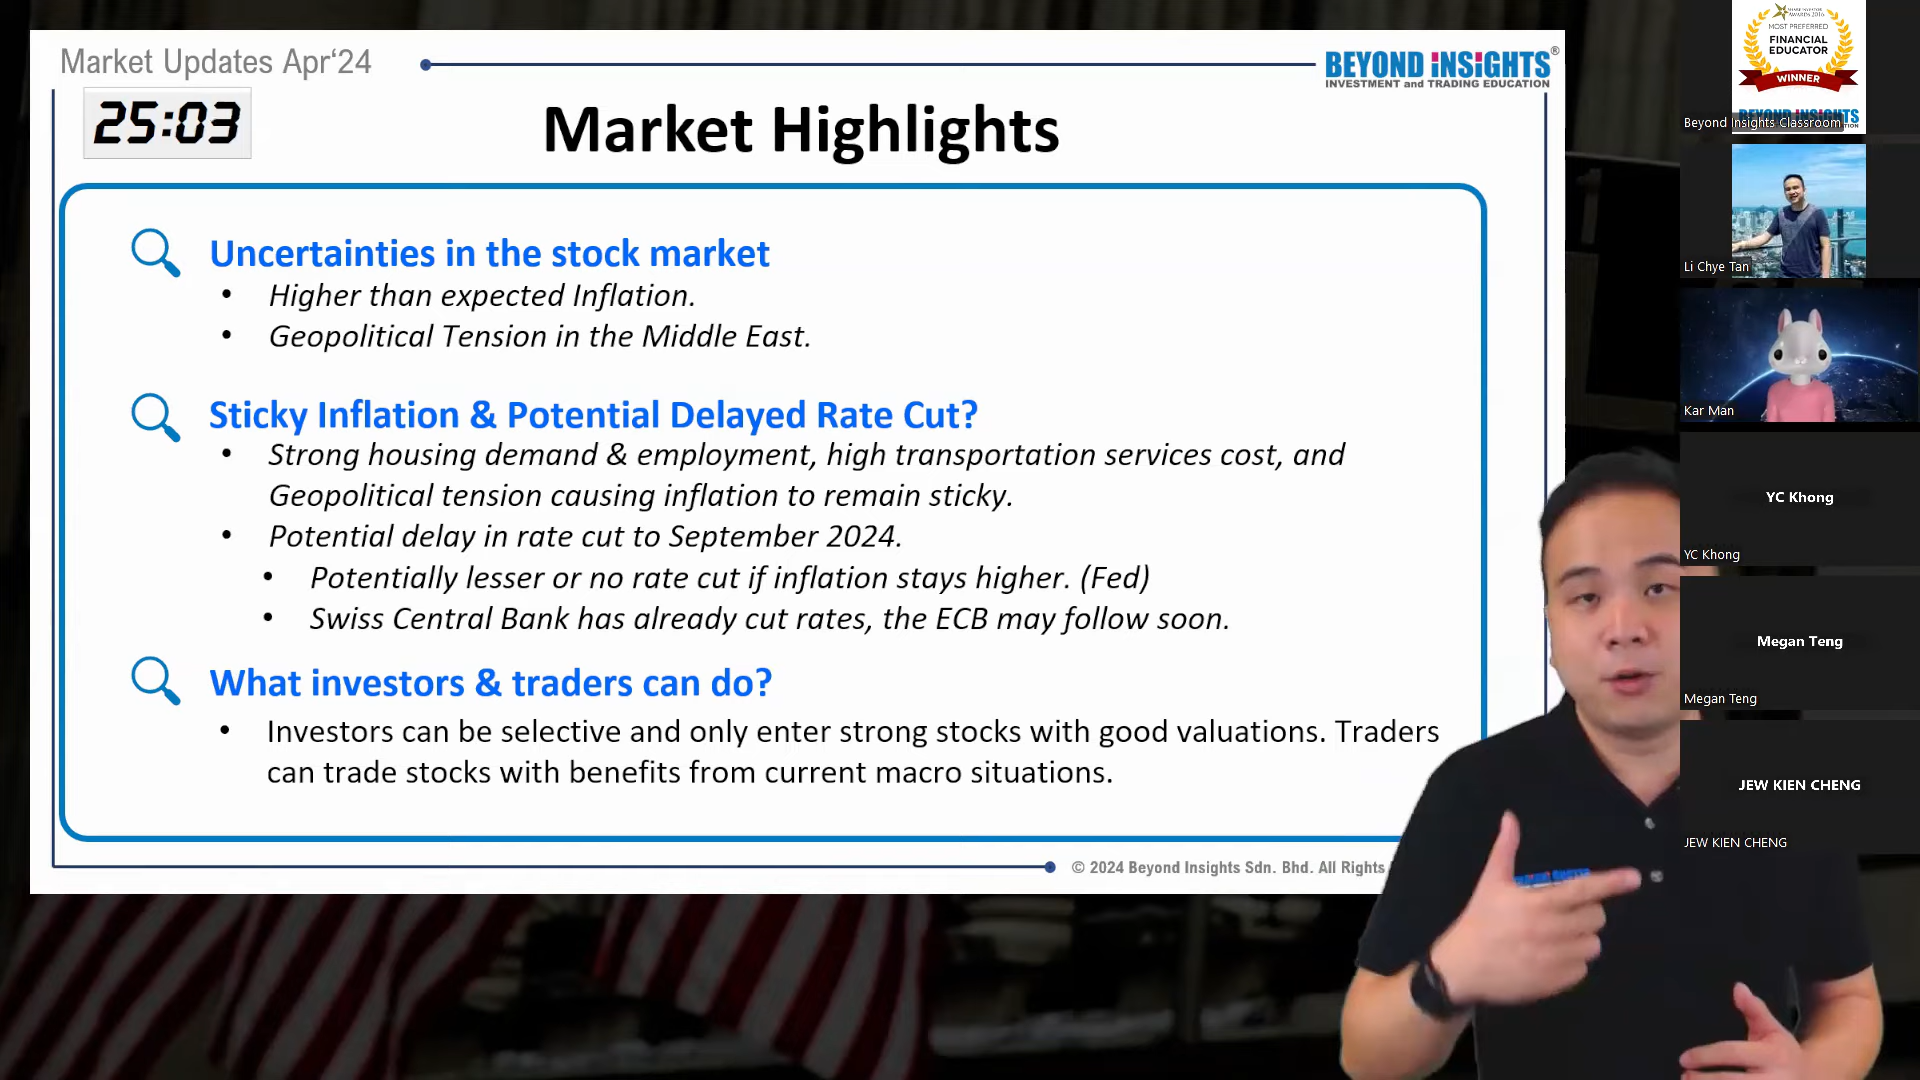 Market Updates Apr‘24
BEYOND INSIGHTS®
INVESTMENT and TRADING EDUCATION
25:03
Market Highlights
Uncertainties in the stock market
• Higher than expected Inflation.
• Geopolitical Tension in the Middle East.
Sticky Inflation & Potential Delayed Rate Cut?
• Strong housing demand & employment, high transportation services cost, and
Geopolitical tension causing inflation to remain sticky.
• Potential delay in rate cut to September 2024.
• Potentially lesser or no rate cut if inflation stays higher. (Fed)
• Swiss Central Bank has already cut rates, the ECB may follow soon.
What investors & traders can do?
• Investors can be selective and only enter strong stocks with good valuations. Traders
can trade stocks with benefits from current macro situations.
© 2024 Beyond Insights Sdn. Bhd. All Rights
SHARE INVESTOR
AWARDS 2016
MOST PREFERRED
FINANCIAL
EDUCATOR
WINNER
BEYOND INSIGHTS
Beyond Insights Classroom
Li Chye Tan
Kar Man
YC Khong
YC Khong
Megan Teng
Megan Teng
JEW KIEN CHENG
JEW KIEN CHENG